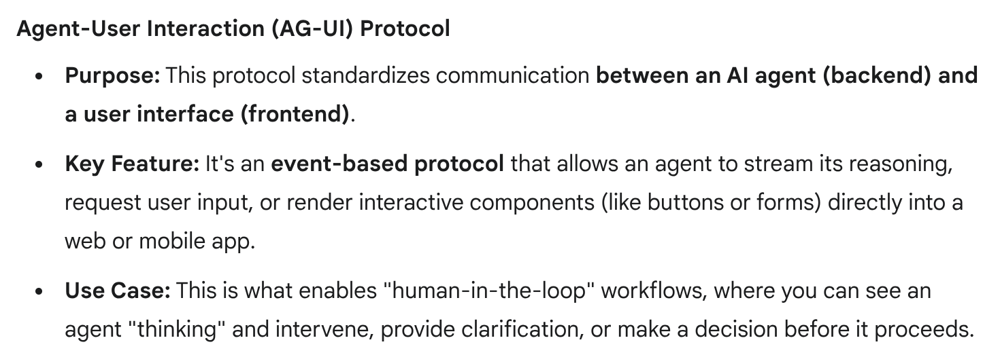 Agent-User Interaction (AG-UI) Protocol
• Purpose: This protocol standardizes communication between an AI agent (backend) and
a user interface (frontend).
• Key Feature: It's an event-based protocol that allows an agent to stream its reasoning,
request user input, or render interactive components (like buttons or forms) directly into a
web or mobile app.
• Use Case: This is what enables "human-in-the-loop" workflows, where you can see an
agent "thinking" and intervene, provide clarification, or make a decision before it proceeds.